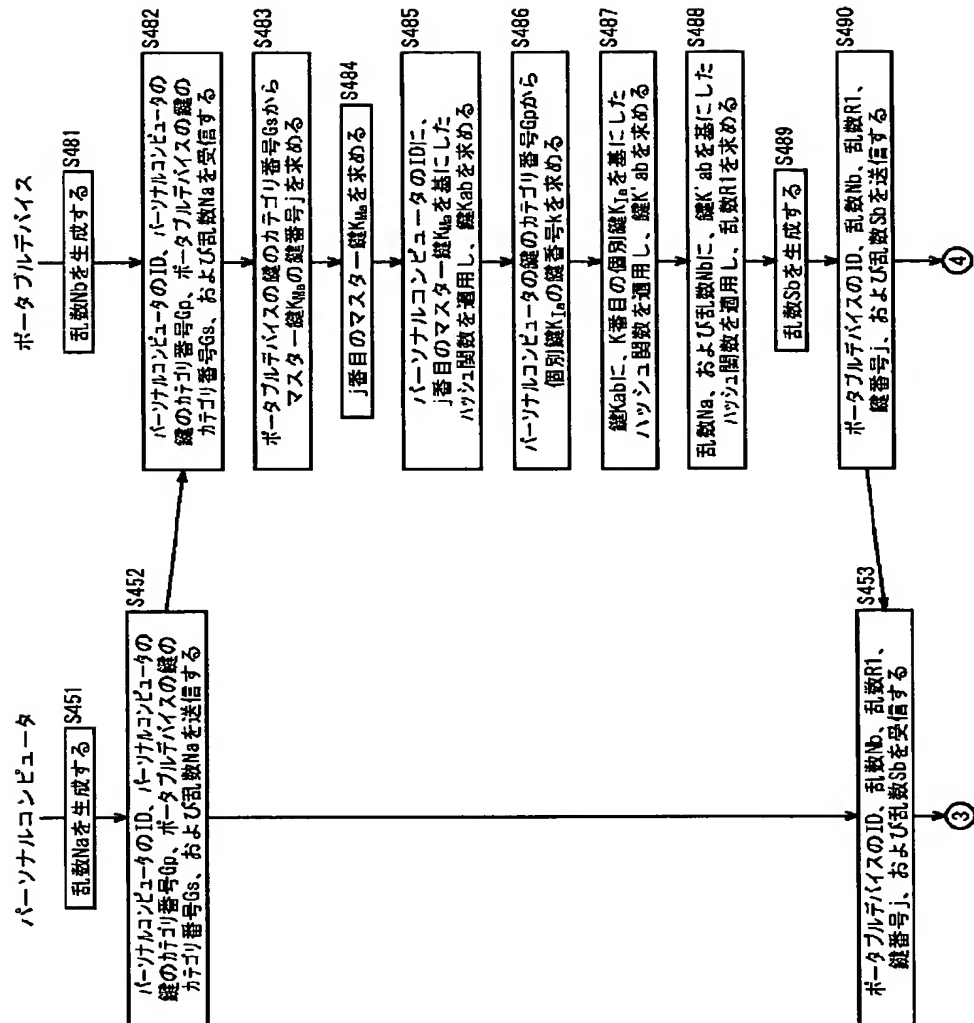 パーソナルコンピュータ
S451
乱数Naを生成する
S452
パーソナルコンピュータのID、パーソナルコンピュータの
鍵のカテゴリ番号Gp、ポータブルデバイスの鍵の
カテゴリ番号Gs、および乱数Naを送信する
S453
ポータブルデバイスのID、乱数Nb、乱数R1、
鍵番号j、および乱数Sbを受信する
③
ポータブルデバイス
S481
乱数Nbを生成する
S482
パーソナルコンピュータのID、パーソナルコンピュータの
鍵のカテゴリ番号Gp、ポータブルデバイスの鍵の
カテゴリ番号Gs、および乱数Naを受信する
S483
ポータブルデバイスの鍵のカテゴリ番号Gsから
マスター鍵KMaの鍵番号jを求める
S484
j番目のマスター鍵KMaを求める
S485
パーソナルコンピュータのIDに、
j番目のマスター鍵KMaを基にした
ハッシュ関数を適用し、鍵Kabを求める
S486
パーソナルコンピュータの鍵のカテゴリ番号Gpから
個別鍵KIaの鍵番号kを求める
S487
鍵Kabに、K番目の個別鍵KIaを基にした
ハッシュ関数を適用し、鍵K'abを求める
S488
乱数Na、および乱数Nbに、鍵K'abを基にした
ハッシュ関数を適用し、乱数R1を求める
S489
乱数Sbを生成する
S490
ポータブルデバイスのID、乱数Nb、乱数R1、
鍵番号j、および乱数Sbを送信する
④